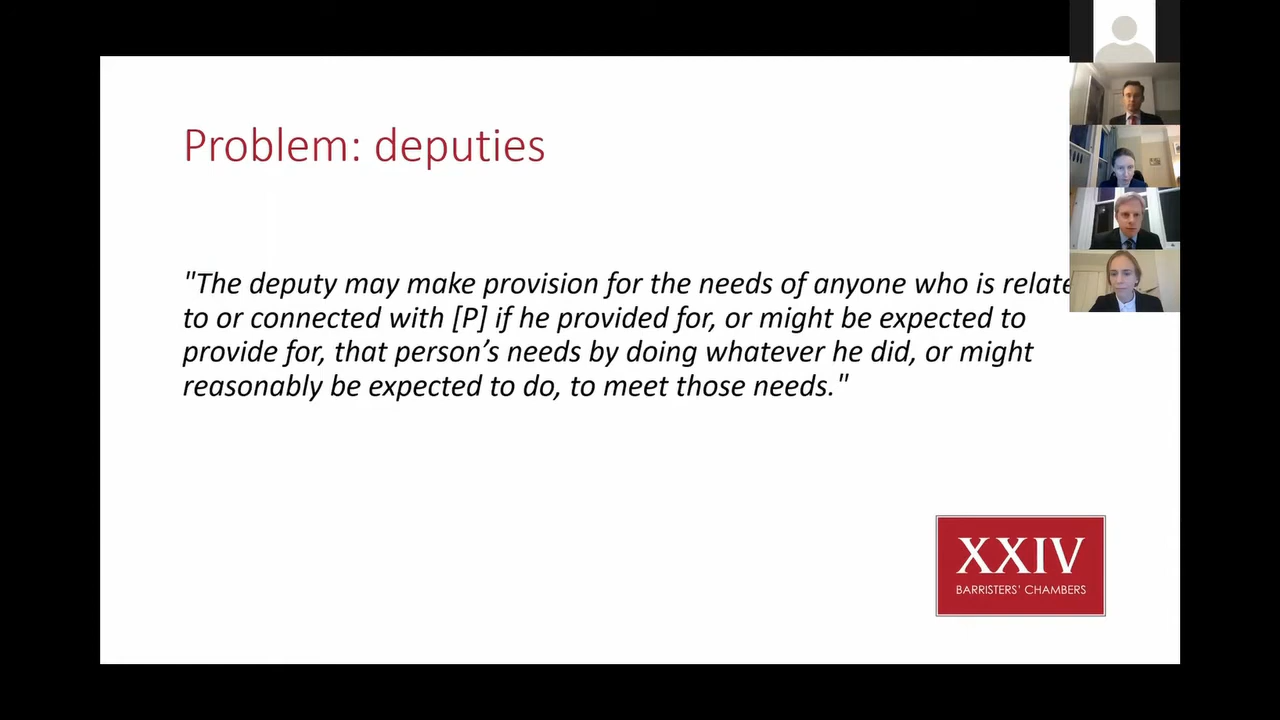 Problem: deputies
"The deputy may make provision for the needs of anyone who is relate
to or connected with [P] if he provided for, or might be expected to
provide for, that person’s needs by doing whatever he did, or might
reasonably be expected to do, to meet those needs."
XXIV
BARRISTERS’ CHAMBERS